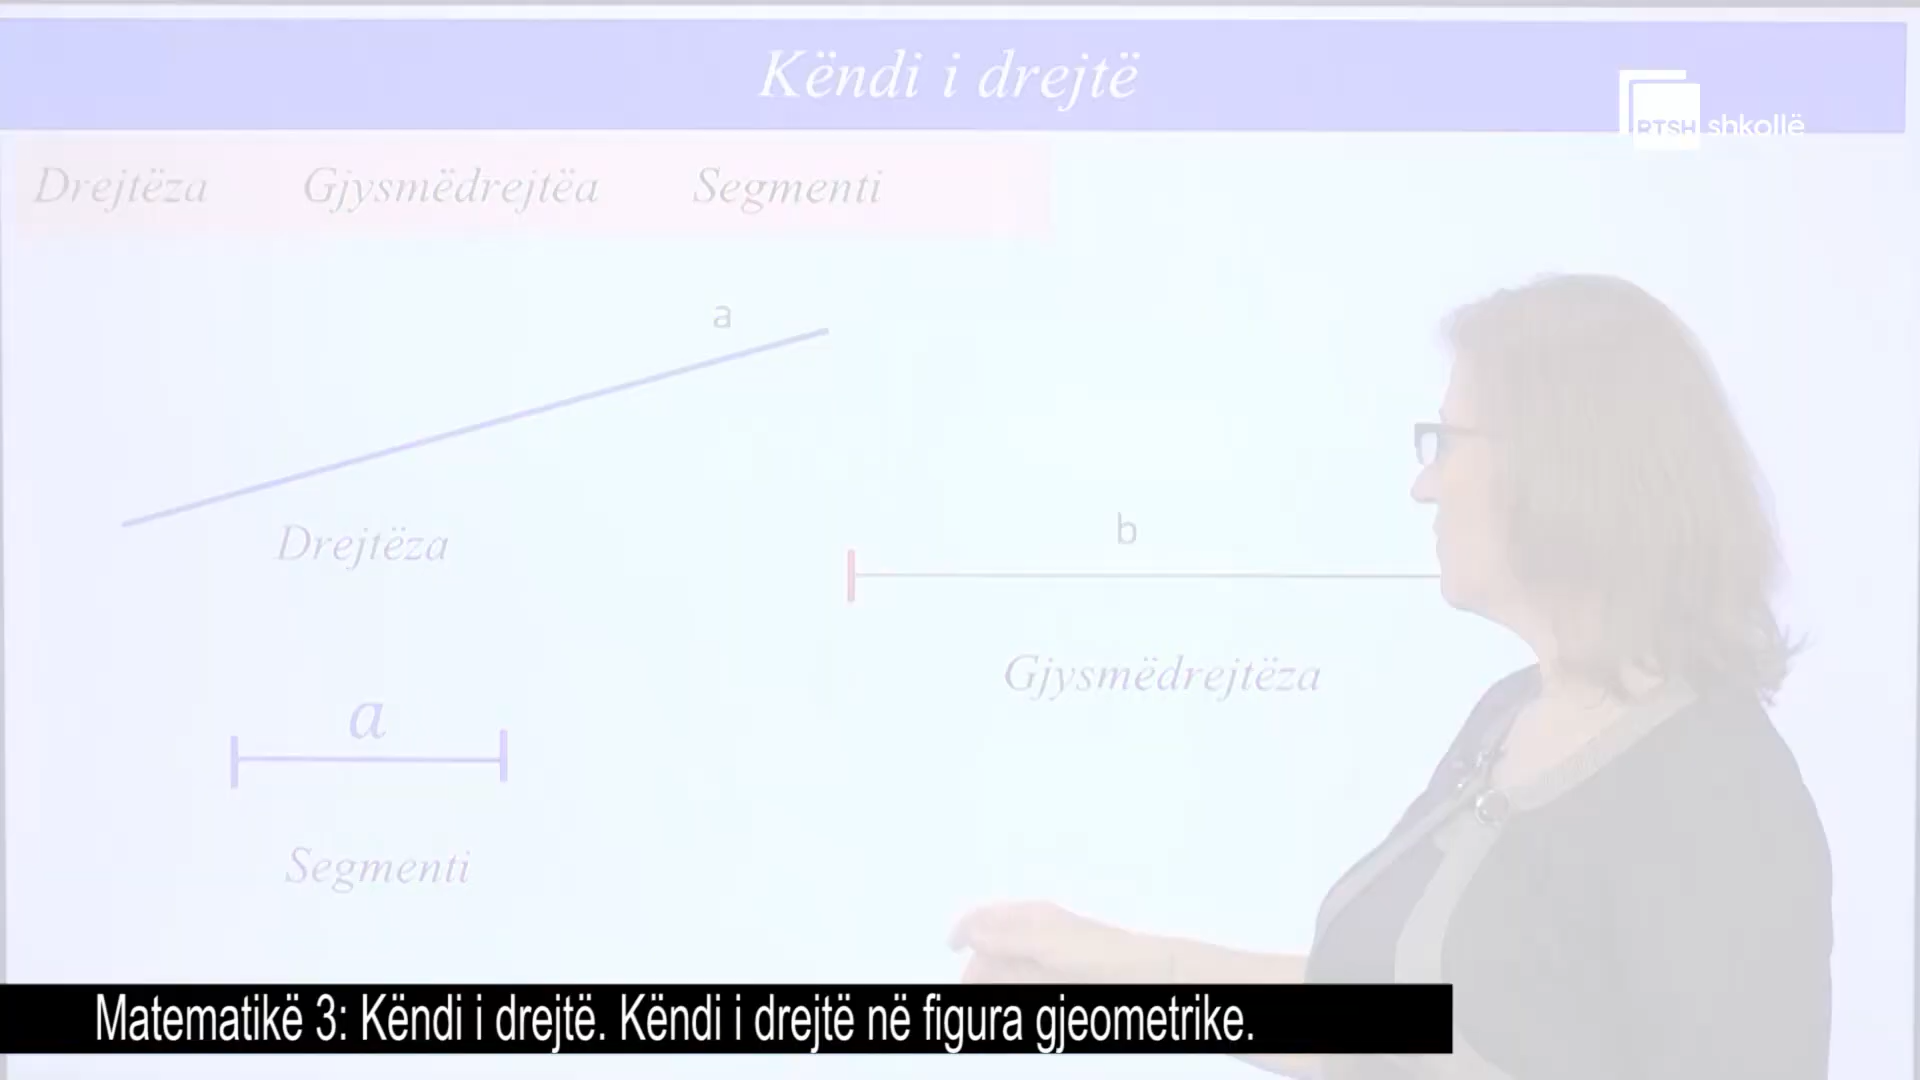 Këndi i drejtë
RTSH shkollë
Drejtëza Gjysmëdrejtëa Segmenti
a
Drejtëza
b
Gjysmëdrejtëza
a
Segmenti
Matematikë 3: Këndi i drejtë. Këndi i drejtë në figura gjeometrike.